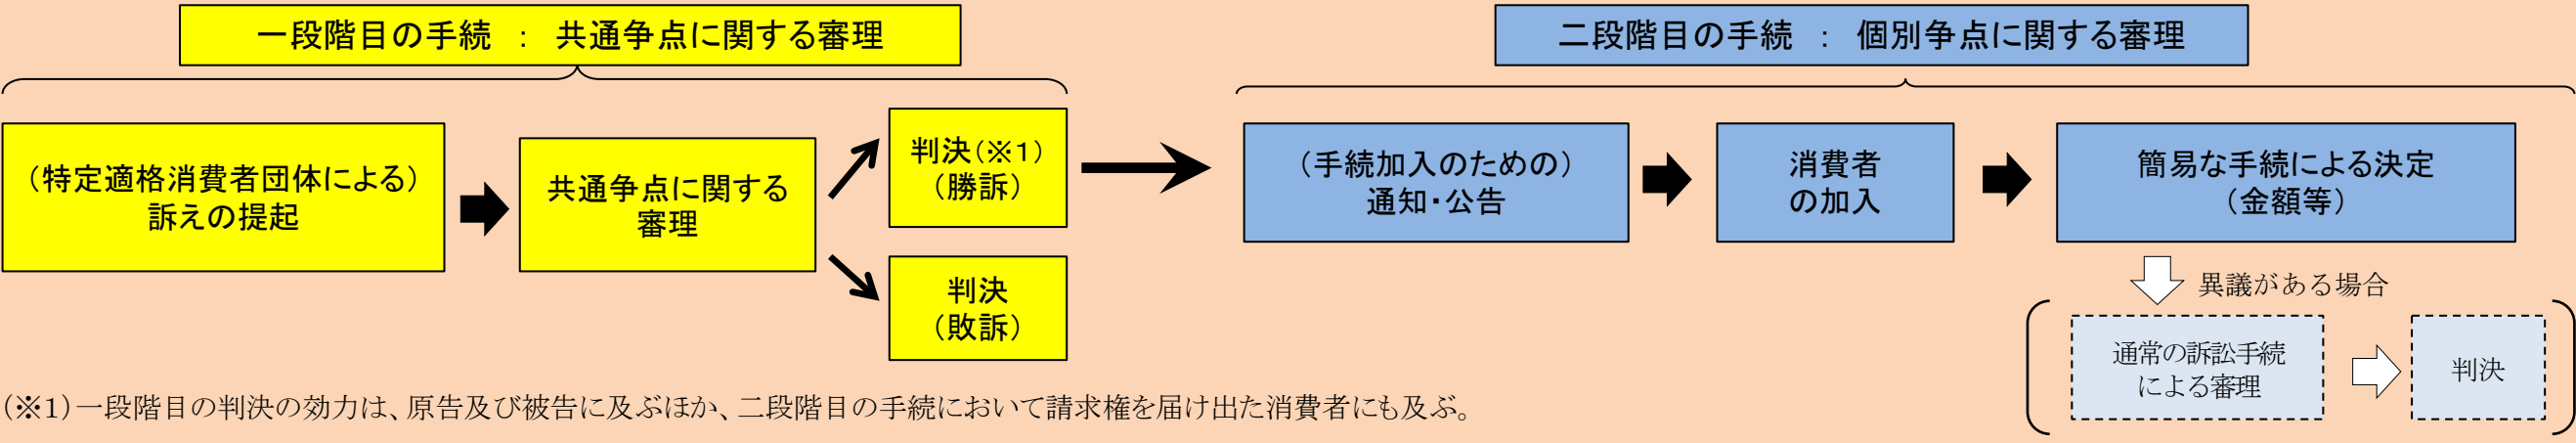 一段階目の手続 ： 共通争点に関する審理
（特定適格消費者団体による）
訴えの提起
共通争点に関する
審理
判決（※1）
（勝訴）
判決
（敗訴）
二段階目の手続 ： 個別争点に関する審理
（手続加入のための）
通知・公告
消費者
の加入
簡易な手続による決定
（金額等）
異議がある場合
通常の訴訟手続
による審理
判決
（※1）一段階目の判決の効力は、原告及び被告に及ぶほか、二段階目の手続において請求権を届け出た消費者にも及ぶ。